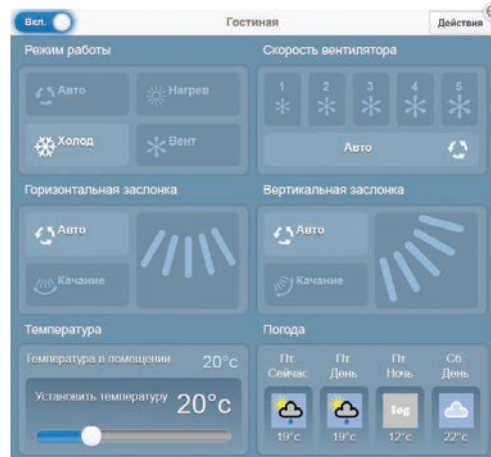 Вкл.
Гостиная
Действия
Режим работы
Скорость вентилятора
Авто
Нагрев
Холод
Вент
1 2 3 4 5
Авто
Горизонтальная заслонка
Вертикальная заслонка
Авто
Качание
Авто
Качание
Температура
Погода
Температура в помещении 20°c
Установить температуру 20°c
Пт Пт Пт Сб
Сейчас День Ночь День
fog
19°c 19°c 12°c 22°c